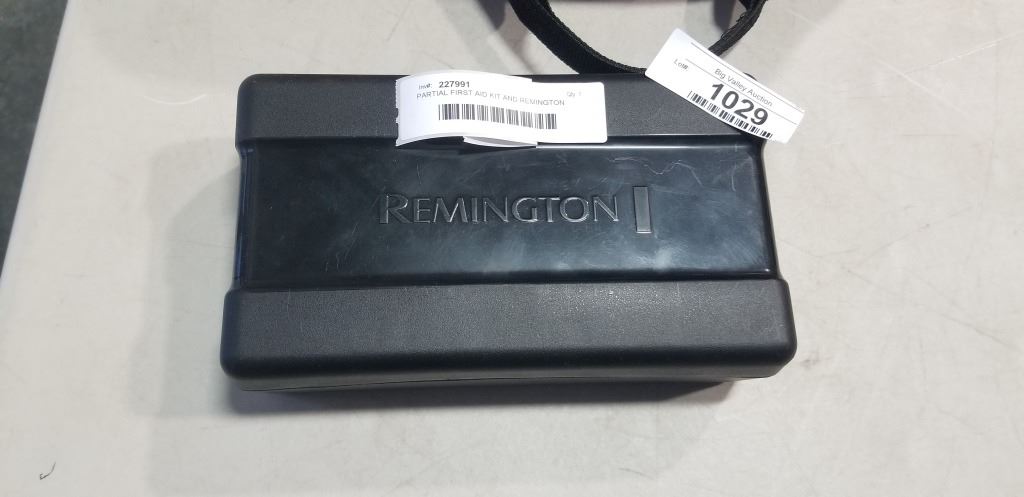 Inv#: 227991
Qty: 1
PARTIAL FIRST AID KIT AND REMINGTON
Big Valley Auction
Lot#:
1029
REMINGTON